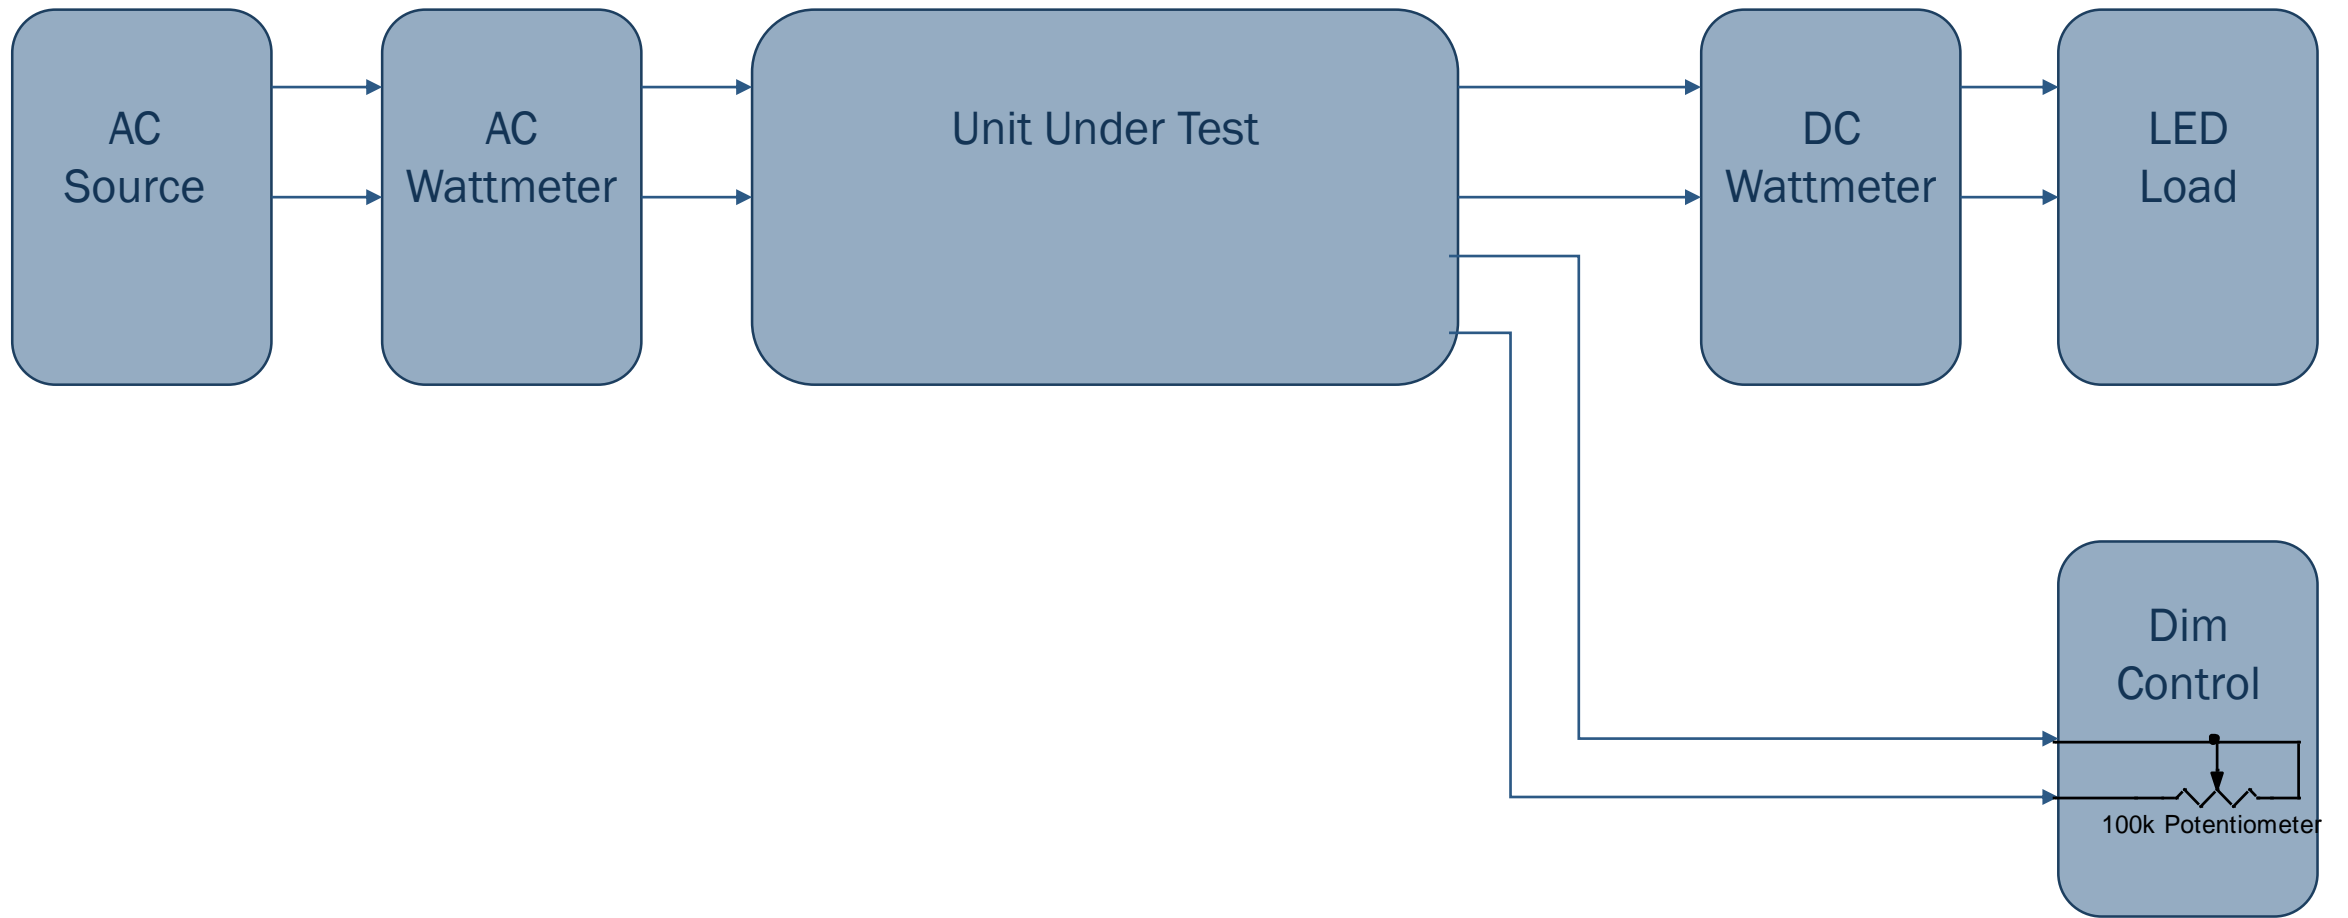 AC
Source
AC
Wattmeter
Unit Under Test
DC
Wattmeter
LED
Load
Dim
Control
100k Potentiometer